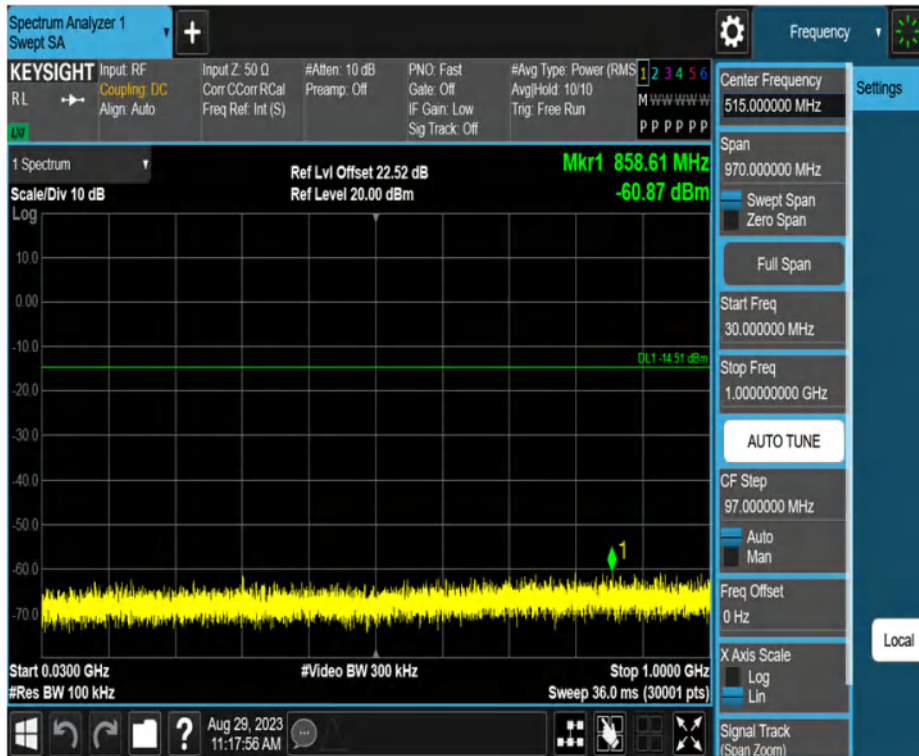 Spectrum Analyzer 1
Swept SA
Frequency
KEYSIGHT
RL
LXI
Input: RF
Coupling: DC
Align: Auto
Input Z: 50 Ω
Corr CCorr RCal
Freq Ref: Int (S)
#Atten: 10 dB
Preamp: Off
PNO: Fast
Gate: Off
IF Gain: Low
Sig Track: Off
#Avg Type: Power (RMS
Avg|Hold: 10/10
Trig: Free Run
1 2 3 4 5 6
M W W W W W
P P P P P P
1 Spectrum
Scale/Div 10 dB
Ref Lvl Offset 22.52 dB
Ref Level 20.00 dBm
Mkr1 858.61 MHz
-60.87 dBm
Log
10.0
0.00
-10.0
DL1 -14.51 dBm
-20.0
-30.0
-40.0
-50.0
1
-60.0
-70.0
Start 0.0300 GHz
#Video BW 300 kHz
Stop 1.0000 GHz
#Res BW 100 kHz
Sweep 36.0 ms (30001 pts)
?
Aug 29, 2023
11:17:56 AM
Center Frequency
515.000000 MHz
Settings
Span
970.000000 MHz
Swept Span
Zero Span
Full Span
Start Freq
30.000000 MHz
Stop Freq
1.000000000 GHz
AUTO TUNE
CF Step
97.000000 MHz
Auto
Man
Freq Offset
0 Hz
Local
X Axis Scale
Log
Lin
Signal Track
(Span Zoom)